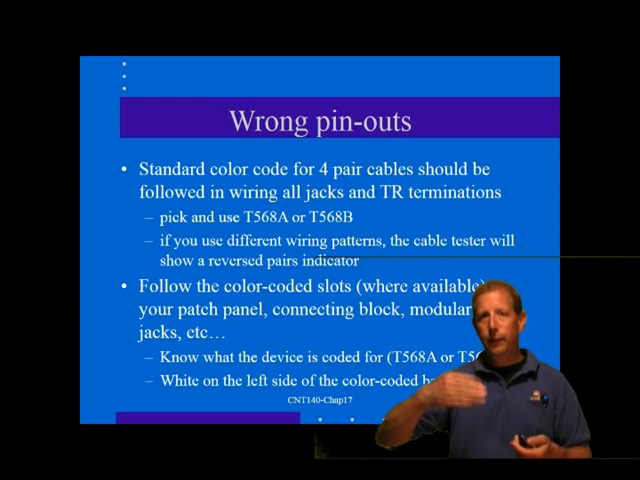 Wrong pin-outs
• Standard color code for 4 pair cables should be
followed in wiring all jacks and TR terminations
– pick and use T568A or T568B
– if you use different wiring patterns, the cable tester will
show a reversed pairs indicator
• Follow the color-coded slots (where available)
your patch panel, connecting block, modular
jacks, etc…
– Know what the device is coded for (T568A or
– White on the left side of the color-coded
CNT140-Chap17